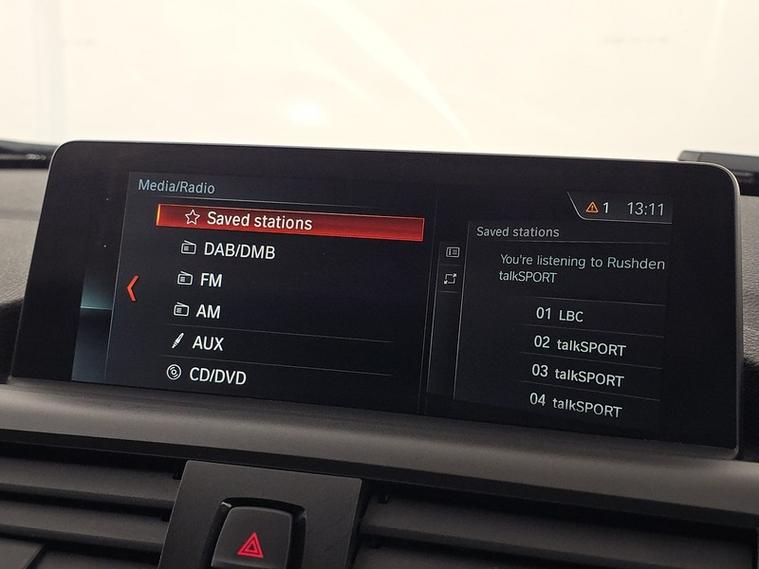 Media/Radio
Saved stations
DAB/DMB
FM
AM
AUX
CD/DVD
1 13:11
Saved stations
You're listening to Rushden
talkSPORT
01 LBC
02 talkSPORT
03 talkSPORT
04 talkSPORT